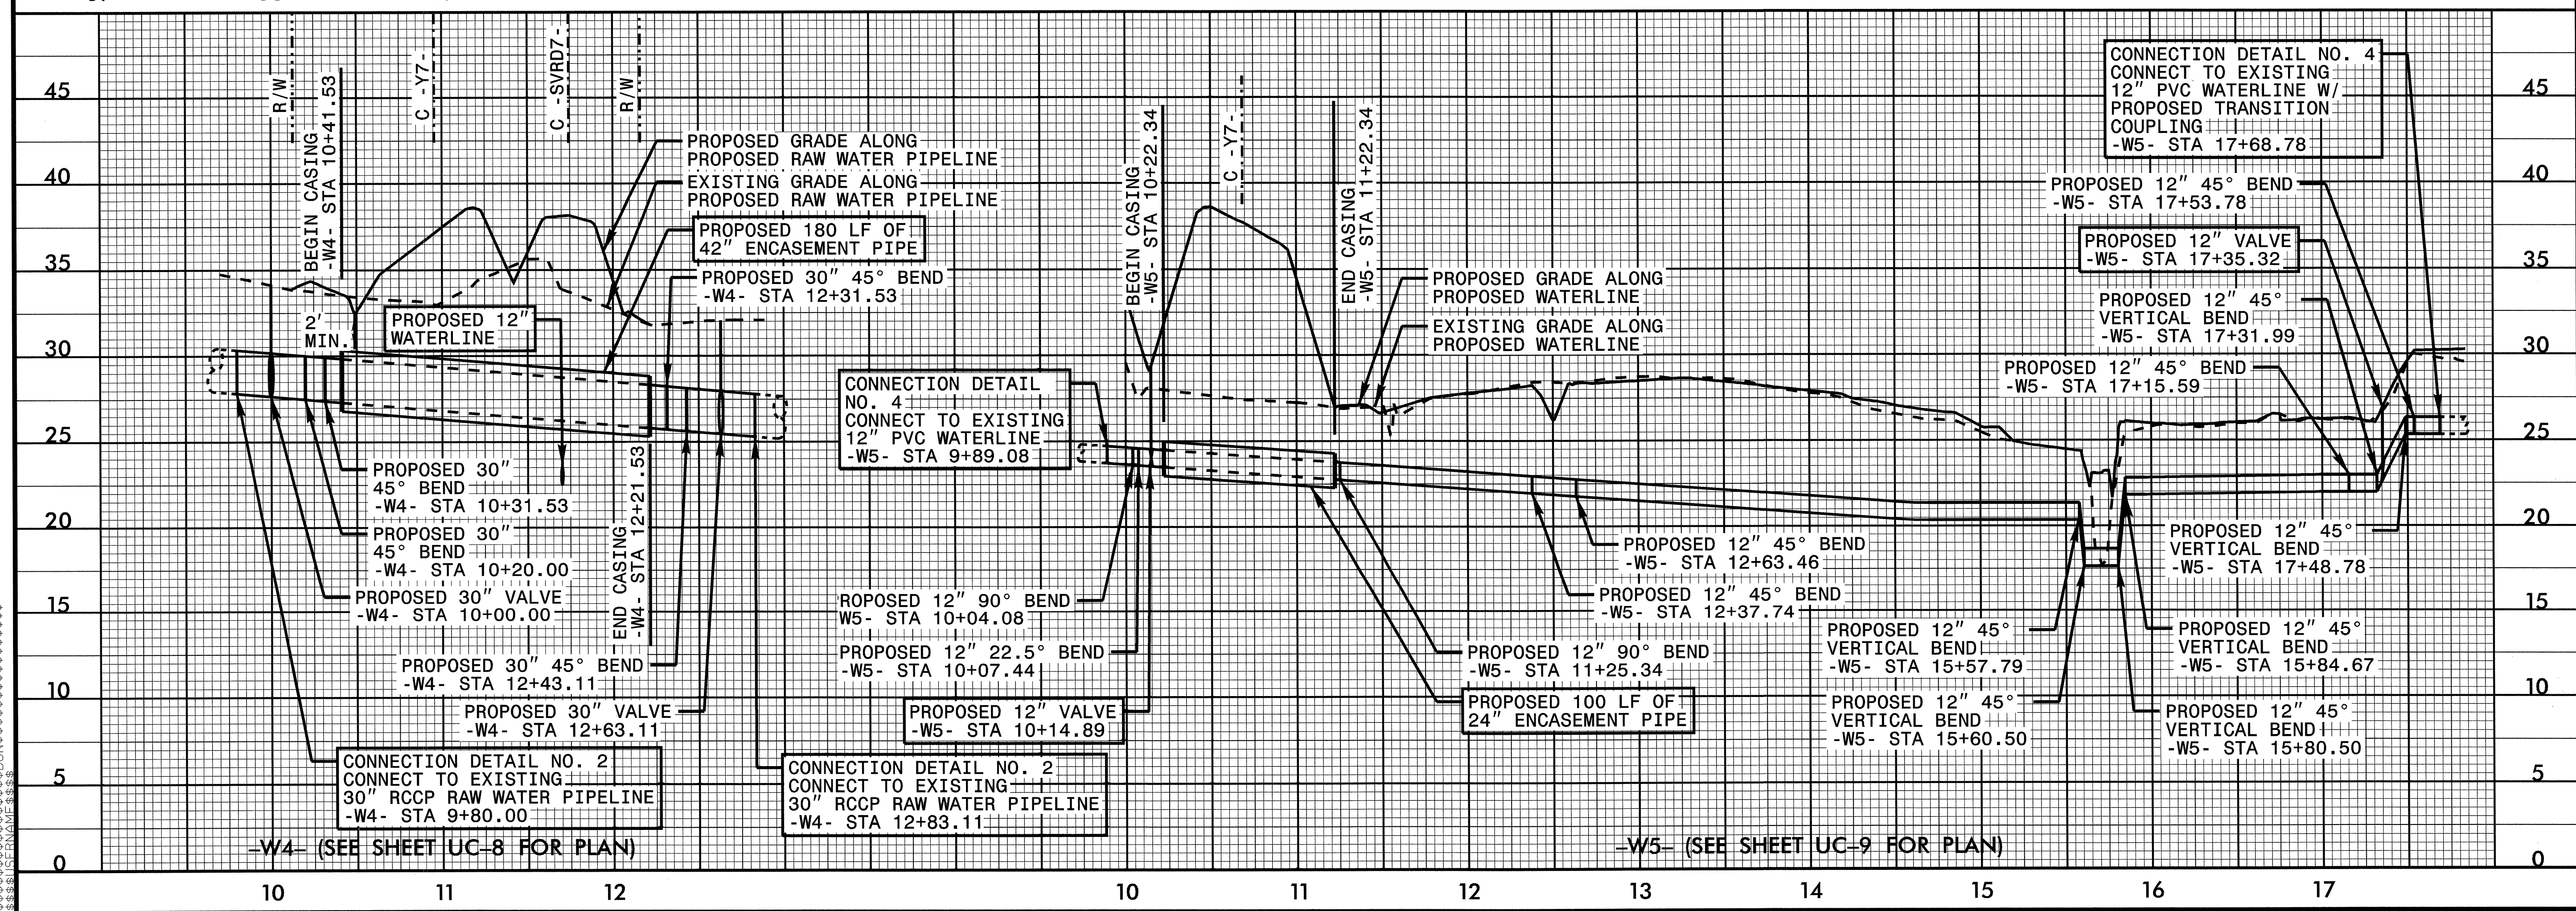 45
40
35
30
25
20
15
10
5
0
R/W
BEGIN CASING
-W4- STA 10+41.53
C -Y7-
C -SVRD7-
R/W
PROPOSED GRADE ALONG
PROPOSED RAW WATER PIPELINE
EXISTING GRADE ALONG
PROPOSED RAW WATER PIPELINE
PROPOSED 180 LF OF
42" ENCASEMENT PIPE
PROPOSED 30" 45° BEND
-W4- STA 12+31.53
2'
MIN.
PROPOSED 12"
WATERLINE
PROPOSED 30"
45° BEND
-W4- STA 10+31.53
PROPOSED 30"
45° BEND
-W4- STA 10+20.00
PROPOSED 30" VALVE
-W4- STA 10+00.00
END CASING
-W4- STA 12+21.53
PROPOSED 30" 45° BEND
-W4- STA 12+43.11
PROPOSED 30" VALVE
-W4- STA 12+63.11
CONNECTION DETAIL NO. 2
CONNECT TO EXISTING
30" RCCP RAW WATER PIPELINE
-W4- STA 9+80.00
CONNECTION DETAIL NO. 2
CONNECT TO EXISTING
30" RCCP RAW WATER PIPELINE
-W4- STA 12+83.11
-W4- (SEE SHEET UC-8 FOR PLAN)
10
11
12
BEGIN CASING
-W5- STA 10+22.34
C -Y7-
END CASING
-W5- STA 11+22.34
PROPOSED GRADE ALONG
PROPOSED WATERLINE
EXISTING GRADE ALONG
PROPOSED WATERLINE
CONNECTION DETAIL
NO. 4
CONNECT TO EXISTING
12" PVC WATERLINE
-W5- STA 9+89.08
ROPOSED 12" 90° BEND
W5- STA 10+04.08
PROPOSED 12" 22.5° BEND
-W5- STA 10+07.44
PROPOSED 12" VALVE
-W5- STA 10+14.89
PROPOSED 12" 90° BEND
-W5- STA 11+25.34
PROPOSED 100 LF OF
24" ENCASEMENT PIPE
PROPOSED 12" 45° BEND
-W5- STA 12+63.46
PROPOSED 12" 45° BEND
-W5- STA 12+37.74
PROPOSED 12" 45°
VERTICAL BEND
-W5- STA 15+57.79
PROPOSED 12" 45°
VERTICAL BEND
-W5- STA 15+60.50
PROPOSED 12" 45°
VERTICAL BEND
-W5- STA 15+84.67
PROPOSED 12" 45°
VERTICAL BEND
-W5- STA 15+80.50
CONNECTION DETAIL NO. 4
CONNECT TO EXISTING
12" PVC WATERLINE W/
PROPOSED TRANSITION
COUPLING
-W5- STA 17+68.78
PROPOSED 12" 45° BEND
-W5- STA 17+53.78
PROPOSED 12" VALVE
-W5- STA 17+35.32
PROPOSED 12" 45°
VERTICAL BEND
-W5- STA 17+31.99
PROPOSED 12" 45° BEND
-W5- STA 17+15.59
PROPOSED 12" 45°
VERTICAL BEND
-W5- STA 17+48.78
-W5- (SEE SHEET UC-9 FOR PLAN)
10
11
12
13
14
15
16
17
45
40
35
30
25
20
15
10
5
0